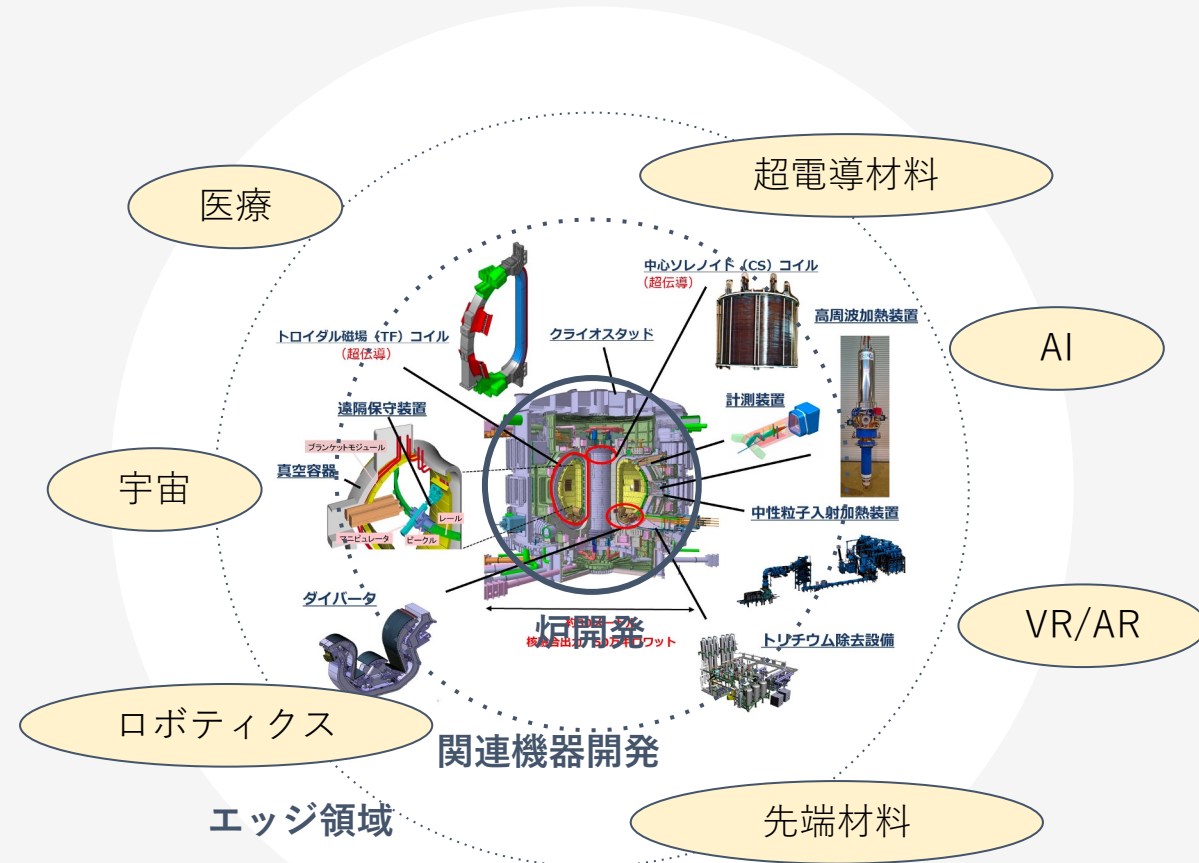 超電導材料
医療
中心ソレノイド（CS）コイル
（超伝導）
高周波加熱装置
トロイダル磁場（TF）コイル
（超伝導）
クライオスタッド
AI
計測装置
遠隔保守装置
ブランケットモジュール
真空容器
宇宙
レール
マニピュレータ
ビークル
中性粒子入射加熱装置
ダイバータ
炉開発
VR/AR
トリチウム除去設備
ロボティクス
関連機器開発
エッジ領域
先端材料